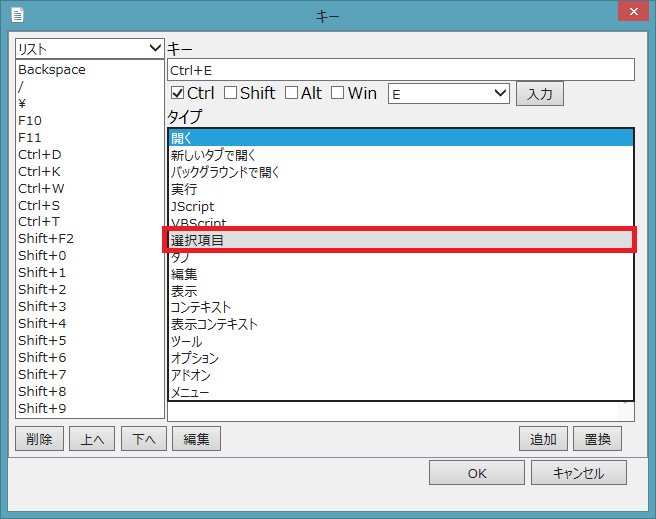 キー
リスト
キー
Backspace
/
¥
F10
F11
Ctrl+D
Ctrl+K
Ctrl+W
Ctrl+S
Ctrl+T
Shift+F2
Shift+0
Shift+1
Shift+2
Shift+3
Shift+4
Shift+5
Shift+6
Shift+7
Shift+8
Shift+9
Ctrl+E
Ctrl Shift Alt Win E 入力
タイプ
開く
新しいタブで開く
バックグラウンドで開く
実行
JScript
VBScript
選択項目
タブ
編集
表示
コンテキスト
表示コンテキスト
ツール
オプション
アドオン
メニュー
削除 上へ 下へ 編集 追加 置換
OK キャンセル